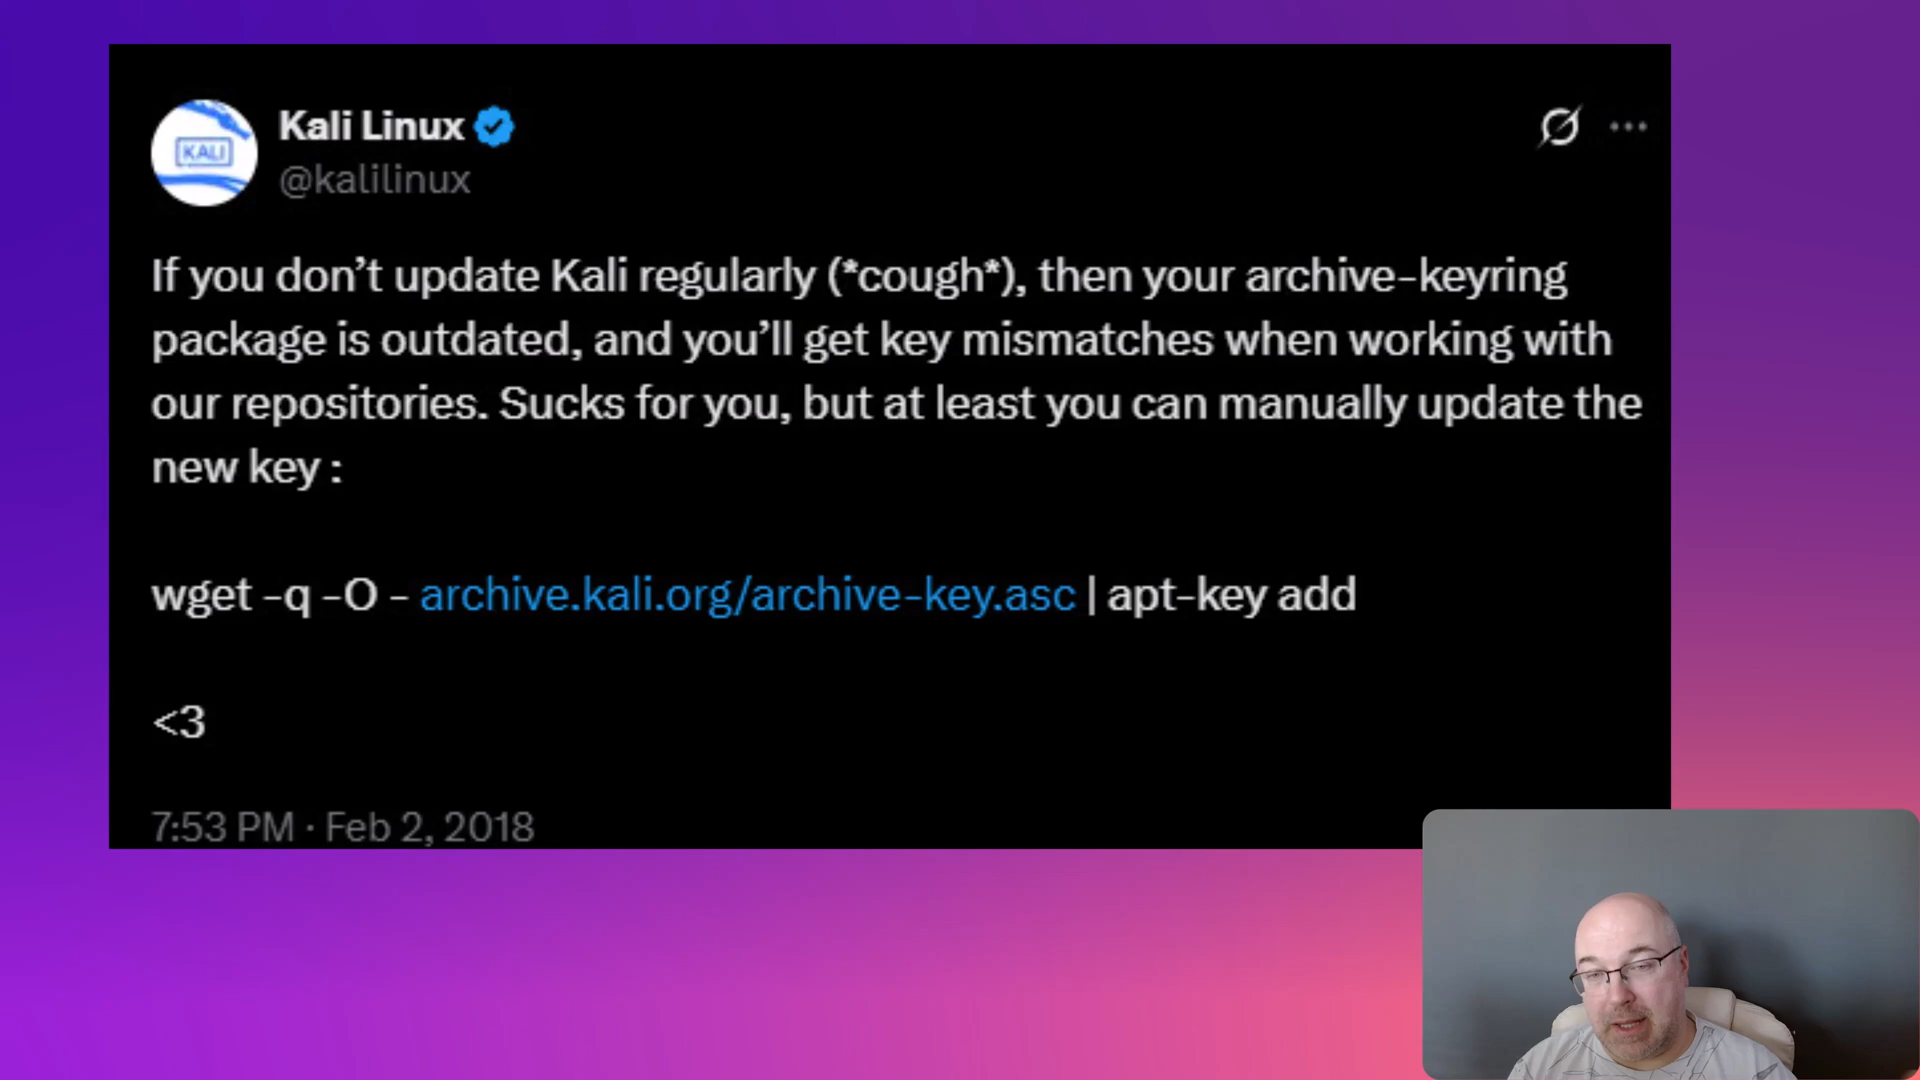 KALI
Kali Linux
@kalilinux
If you don’t update Kali regularly (*cough*), then your archive-keyring
package is outdated, and you’ll get key mismatches when working with
our repositories. Sucks for you, but at least you can manually update the
new key :
wget -q -O - archive.kali.org/archive-key.asc | apt-key add
<3
7:53 PM · Feb 2, 2018